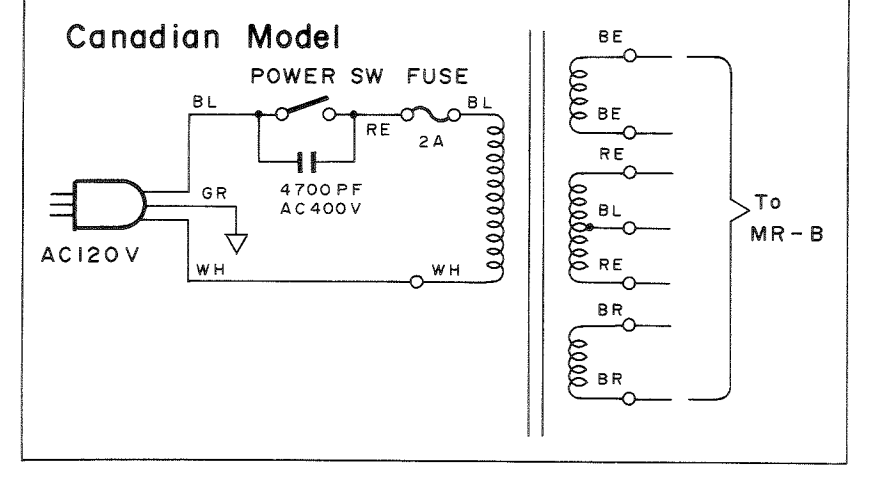 Canadian Model
POWER SW FUSE
BL
RE
2A
BL
4700PF
AC400V
GR
AC120V
WH
WH
BE
BE
RE
BL
RE
BR
BR
To
MR-B